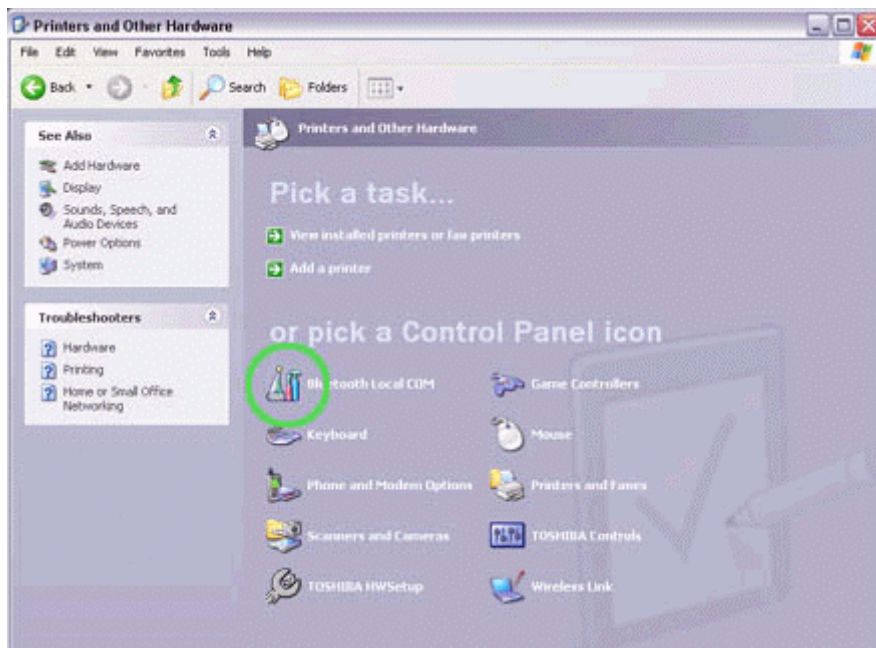 Printers and Other Hardware
File Edit View Favorites Tools Help
Back Search Folders
See Also
Add Hardware
Display
Sounds, Speech, and
Audio Devices
Power Options
System
Troubleshooters
Hardware
Printing
Home or Small Office
Networking
Printers and Other Hardware
Pick a task...
View installed printers or fax printers
Add a printer
or pick a Control Panel icon
Bluetooth Local COM
Game Controllers
Keyboard
Mouse
Phone and Modem Options
Printers and Faxes
Scanners and Cameras
TOSHIBA Controls
TOSHIBA HWSetup
Wireless Link